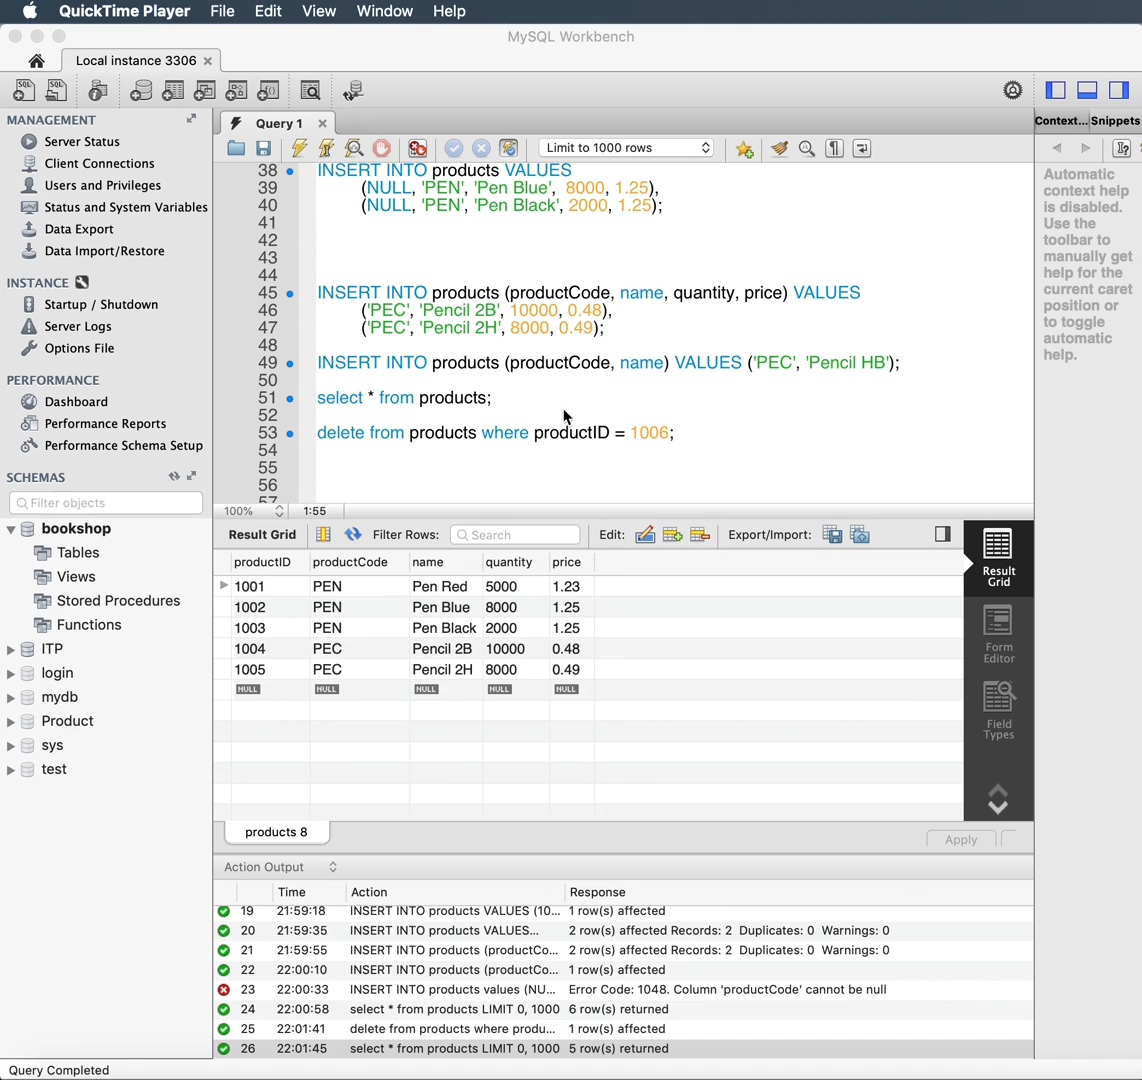 QuickTime Player File Edit View Window Help
MySQL Workbench
Local instance 3306
MANAGEMENT
Server Status
Client Connections
Users and Privileges
Status and System Variables
Data Export
Data Import/Restore
INSTANCE
Startup / Shutdown
Server Logs
Options File
PERFORMANCE
Dashboard
Performance Reports
Performance Schema Setup
SCHEMAS
Filter objects
bookshop
Tables
Views
Stored Procedures
Functions
ITP
login
mydb
Product
sys
test
Query 1
Limit to 1000 rows
38 INSERT INTO products VALUES
39 (NULL, 'PEN', 'Pen Blue', 8000, 1.25),
40 (NULL, 'PEN', 'Pen Black', 2000, 1.25);
41
42
43
44
45 INSERT INTO products (productCode, name, quantity, price) VALUES
46 ('PEC', 'Pencil 2B', 10000, 0.48),
47 ('PEC', 'Pencil 2H', 8000, 0.49);
48
49 INSERT INTO products (productCode, name) VALUES ('PEC', 'Pencil HB');
50
51 select * from products;
52
53 delete from products where productID = 1006;
54
55
56
57
100% 1:55
Result Grid Filter Rows: Search Edit: Export/Import:
productID productCode name quantity price
1001 PEN Pen Red 5000 1.23
1002 PEN Pen Blue 8000 1.25
1003 PEN Pen Black 2000 1.25
1004 PEC Pencil 2B 10000 0.48
1005 PEC Pencil 2H 8000 0.49
NULL NULL NULL NULL NULL
Result
Grid
Form
Editor
Field
Types
products 8
Apply
Action Output
Time Action Response
19 21:59:18 INSERT INTO products VALUES (10... 1 row(s) affected
20 21:59:35 INSERT INTO products VALUES... 2 row(s) affected Records: 2 Duplicates: 0 Warnings: 0
21 21:59:55 INSERT INTO products (productCo... 2 row(s) affected Records: 2 Duplicates: 0 Warnings: 0
22 22:00:10 INSERT INTO products (productCo... 1 row(s) affected
23 22:00:33 INSERT INTO products values (NU... Error Code: 1048. Column 'productCode' cannot be null
24 22:00:58 select * from products LIMIT 0, 1000 6 row(s) returned
25 22:01:41 delete from products where produ... 1 row(s) affected
26 22:01:45 select * from products LIMIT 0, 1000 5 row(s) returned
Context... Snippets
Automatic
context help
is disabled.
Use the
toolbar to
manually get
help for the
current caret
position or
to toggle
automatic
help.
Query Completed